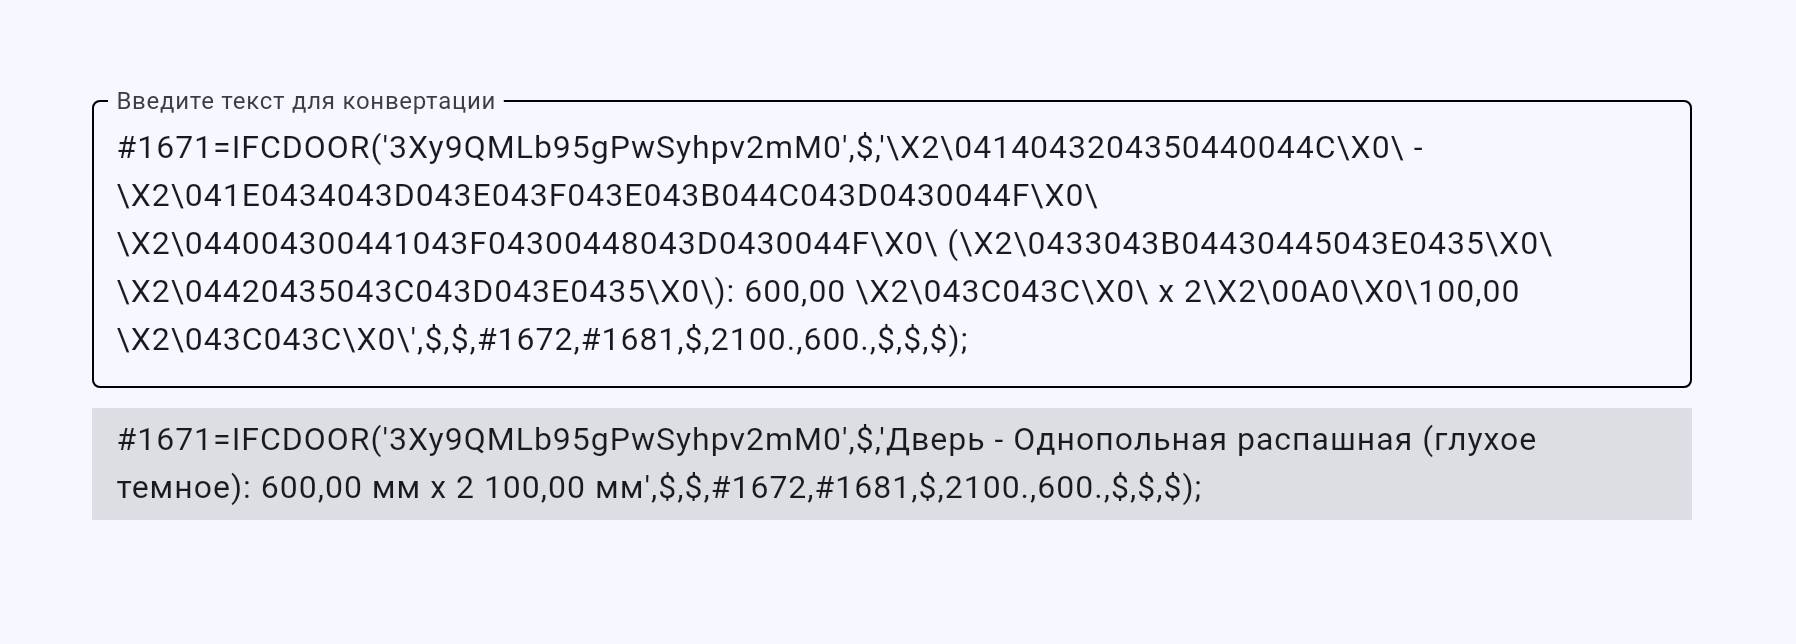 Введите текст для конвертации
#1671=IFCDOOR('3Xy9QMLb95gPwSyhpv2mM0',$,'\X2\04140432043504400​44C\X0\ -
\X2\041E0434043D043E043F043E043B044C043D0430044F\X0\
\X2\044004300441043F04300448043D0430044F\X0\ (\X2\0433043B04430445043E0435\X0\
\X2\04420435043C043D043E0435\X0\): 600,00 \X2\043C043C\X0\ x 2\X2\00A0\X0\100,00
\X2\043C043C\X0\',$,$,#1672,#1681,$,2100.,600.,$,$,$);
#1671=IFCDOOR('3Xy9QMLb95gPwSyhpv2mM0',$,'Дверь - Однопольная распашная (глухое
темное): 600,00 мм x 2 100,00 мм',$,$,#1672,#1681,$,2100.,600.,$,$,$);